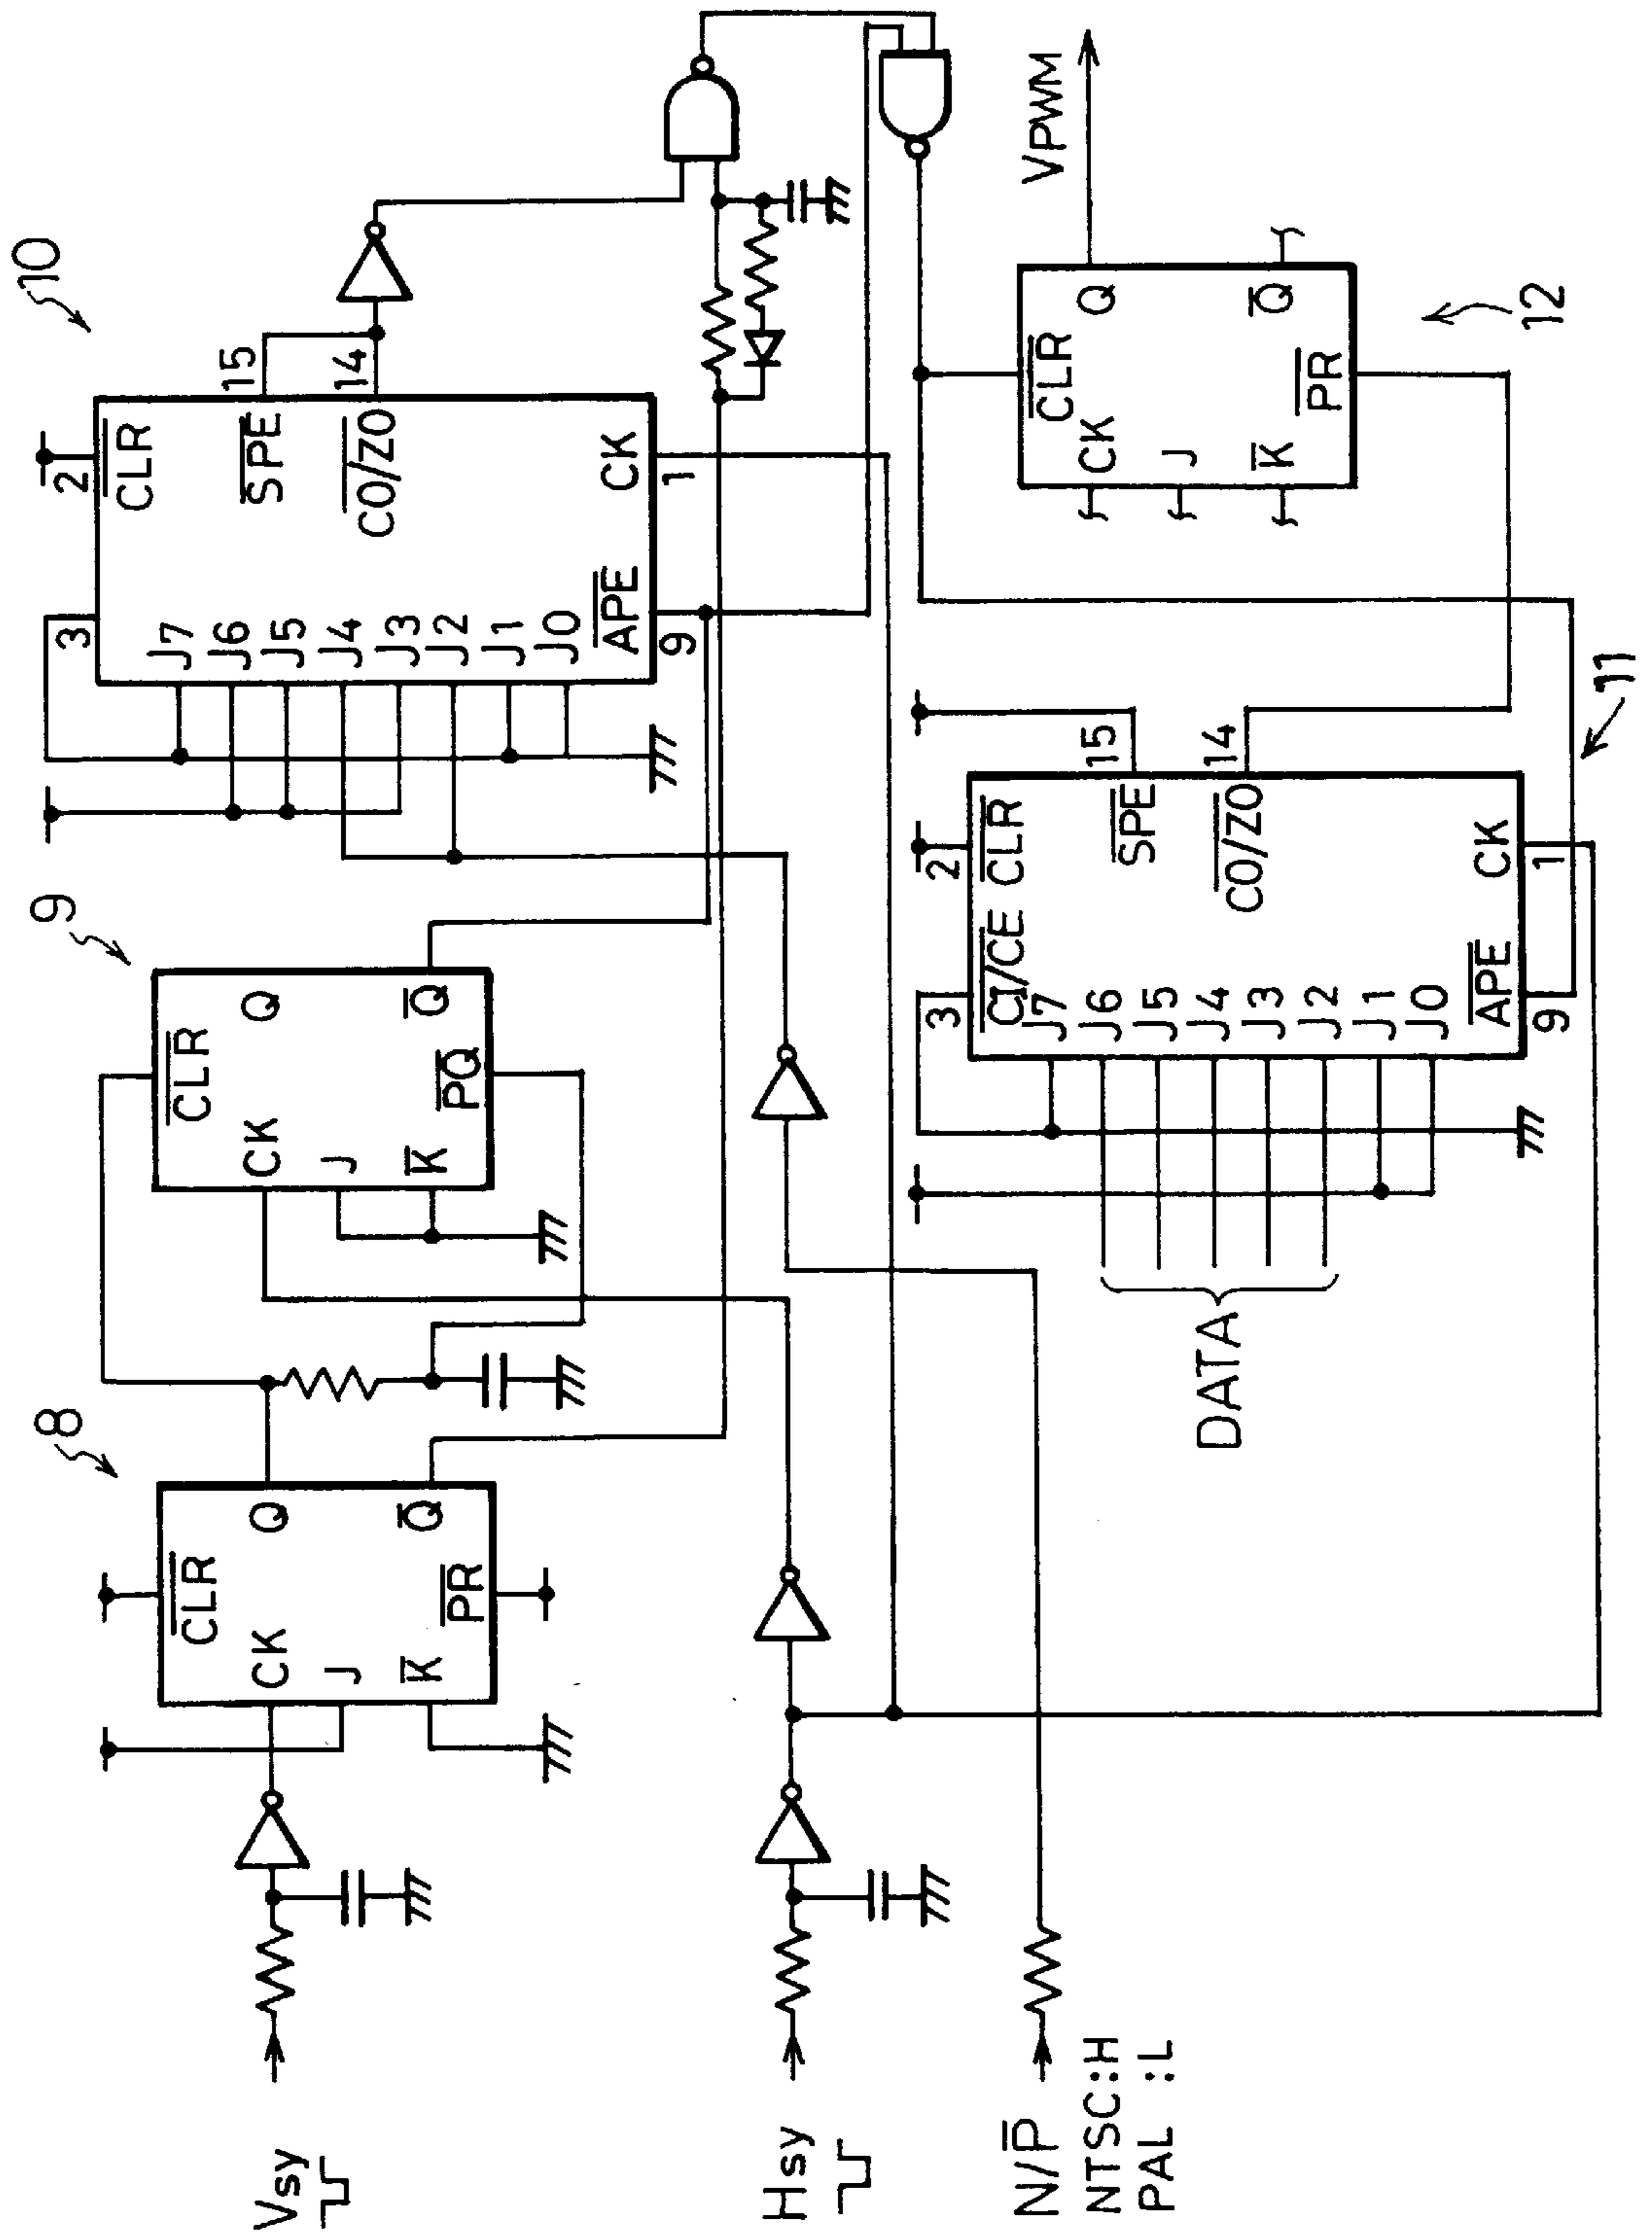 10
2
CLR
3
J7
J6
J5
J4
J3
J2
J1
J0
SPE
15
CO/ZO
14
CK
1
APE
9
9
CLR
Q
CK
J
K
PQ
Q
8
CLR
Q
CK
J
K
PR
Q
Vsy
Hsy
N/P
NTSC:H
PAL :L
VPWM
CLR
CK
J
K
Q
Q
PR
12
2
CLR
3
CI/CE
J7
J6
J5
J4
J3
J2
J1
J0
SPE
15
CO/ZO
14
CK
1
APE
9
11
DATA